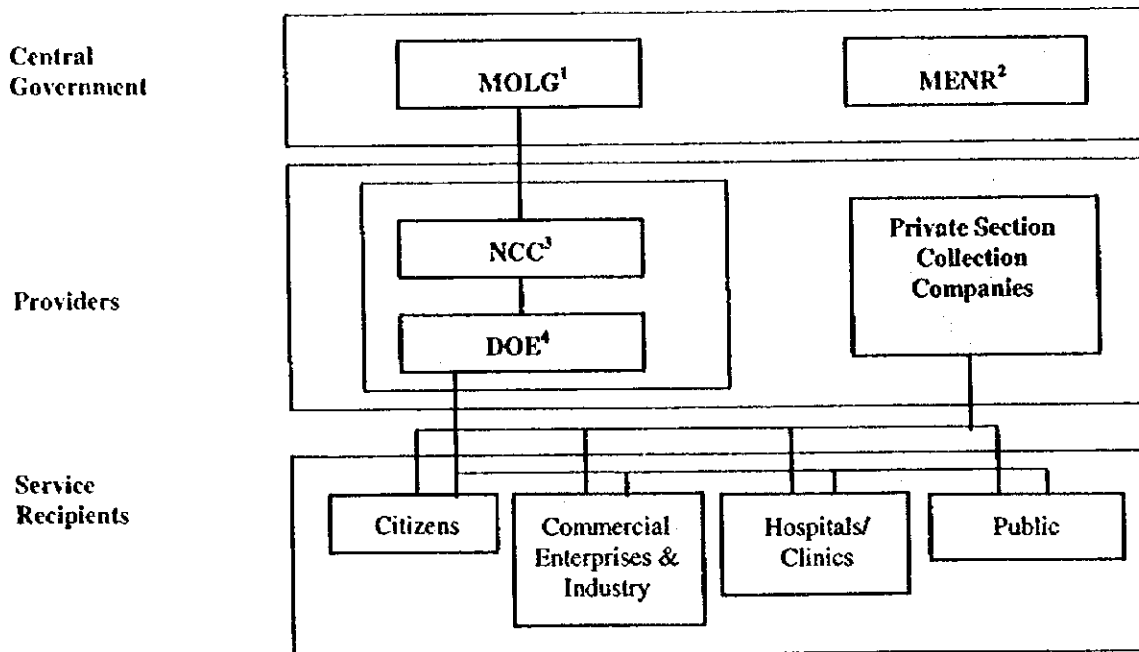 Central
Government
MOLG¹
MENR²
Providers
NCC³
DOE⁴
Private Section
Collection
Companies
Service
Recipients
Citizens
Commercial
Enterprises &
Industry
Hospitals/
Clinics
Public